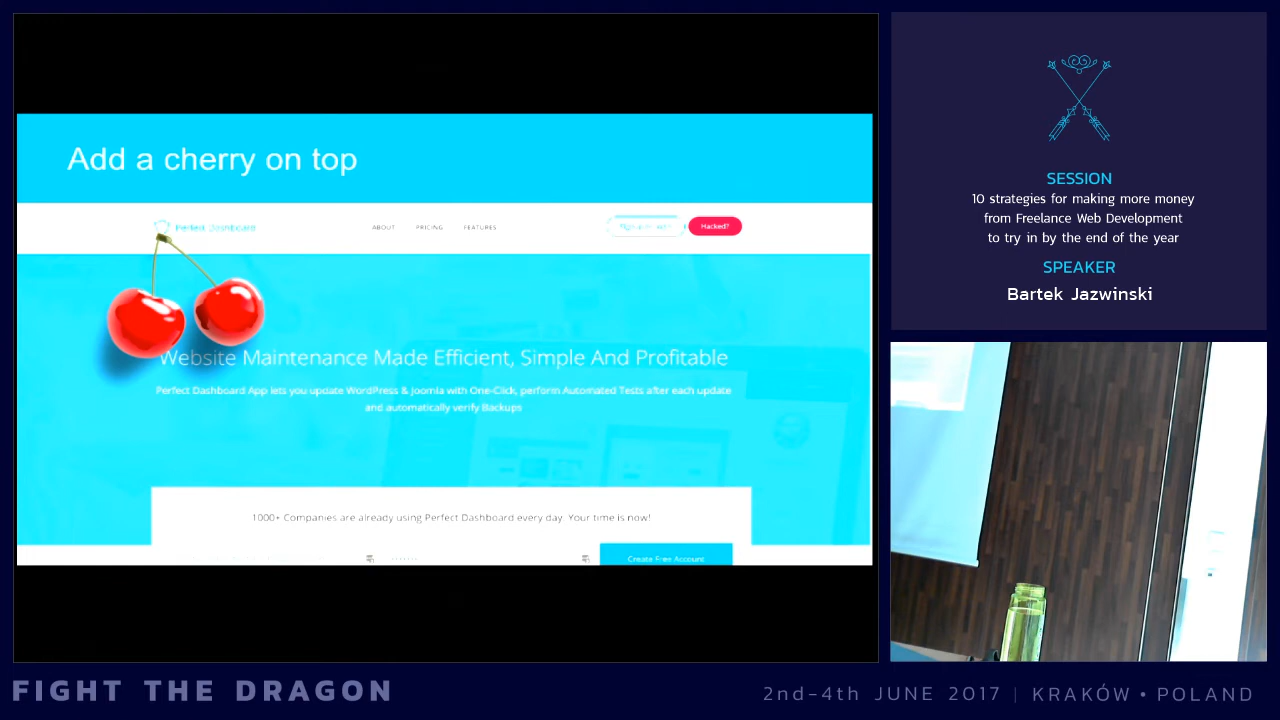 Add a cherry on top
Perfect Dashboard
ABOUT PRICING FEATURES
Hacked?
Website Maintenance Made Efficient, Simple And Profitable
Perfect Dashboard App lets you update WordPress & Joomla with One-Click, perform Automated Tests after each update
and automatically verify Backups
1000+ Companies are already using Perfect Dashboard every day. Your time is now!
Create Free Account
SESSION
10 strategies for making more money
from Freelance Web Development
to try in by the end of the year
SPEAKER
Bartek Jazwinski
FIGHT THE DRAGON
2nd-4th JUNE 2017 | KRAKÓW • POLAND